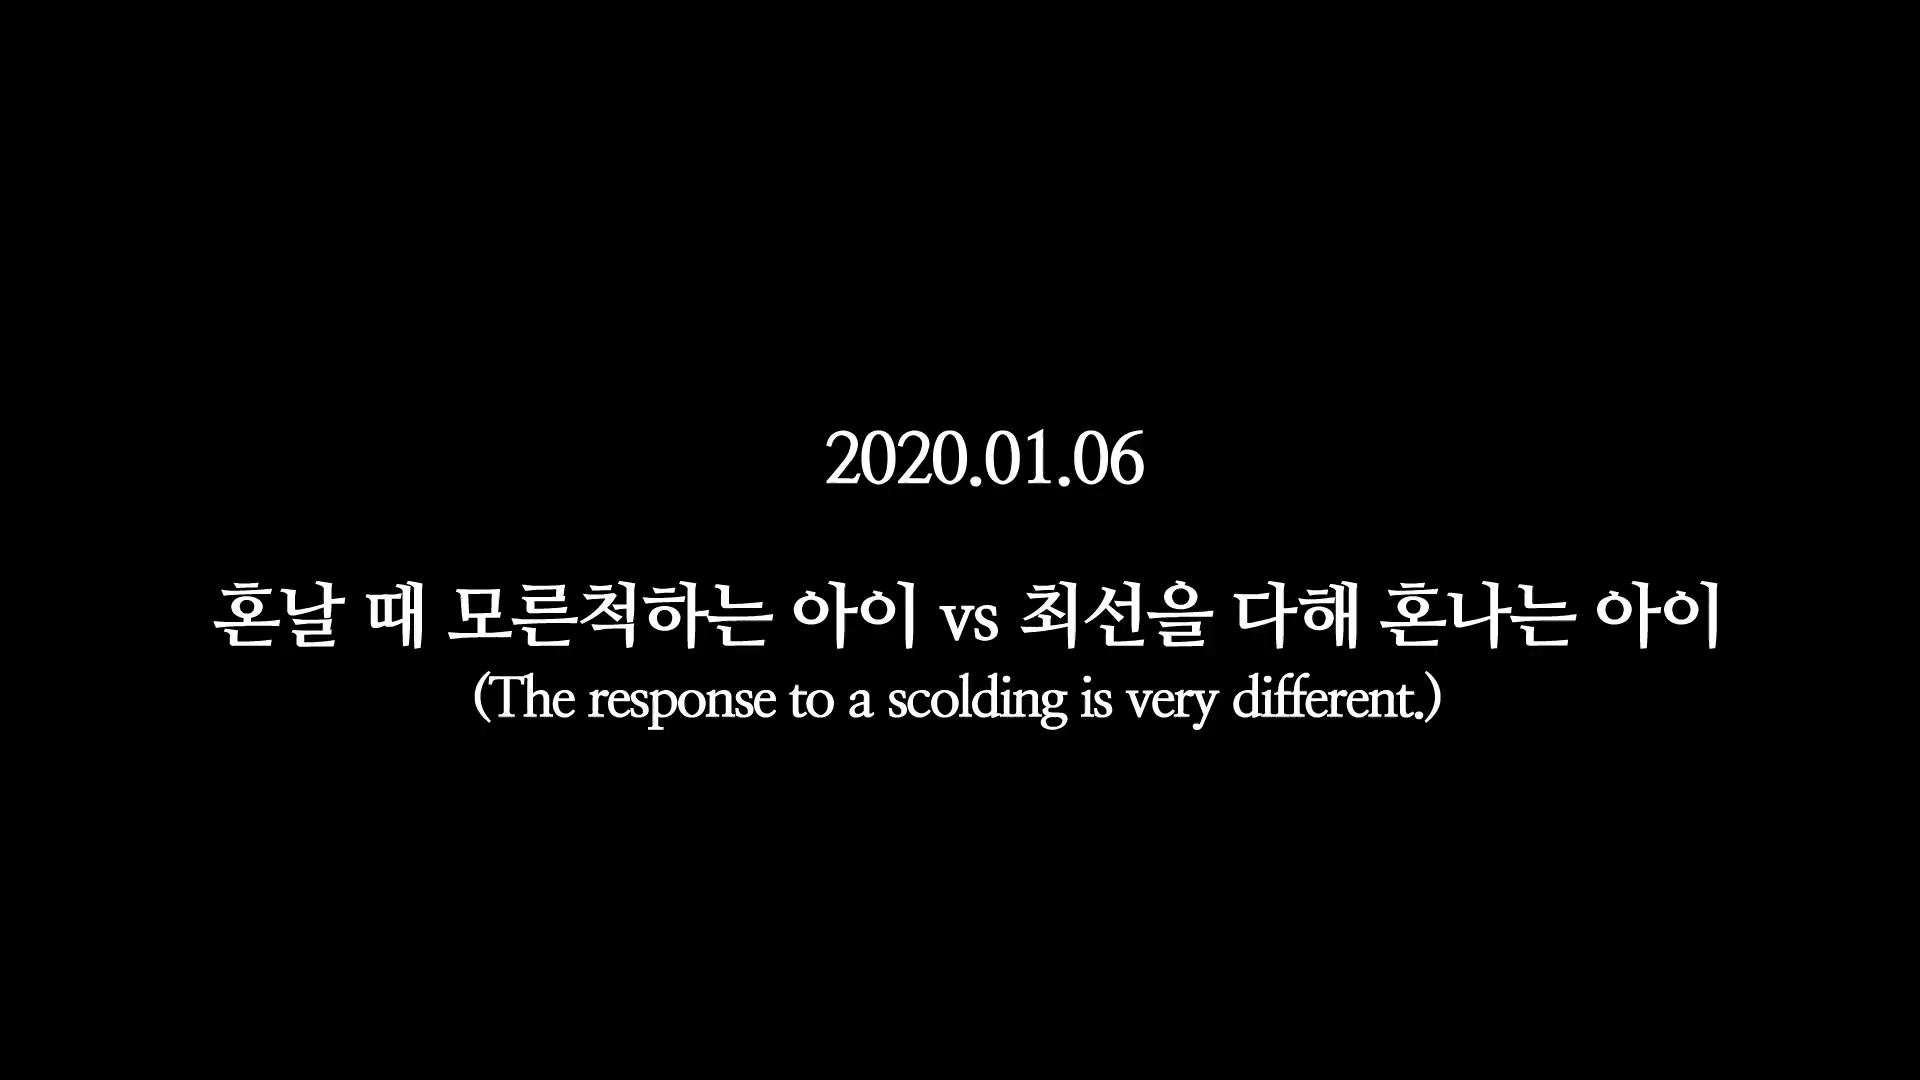 2020.01.06
혼날 때 모른척하는 아이 vs 최선을 다해 혼나는 아이
(The response to a scolding is very different.)